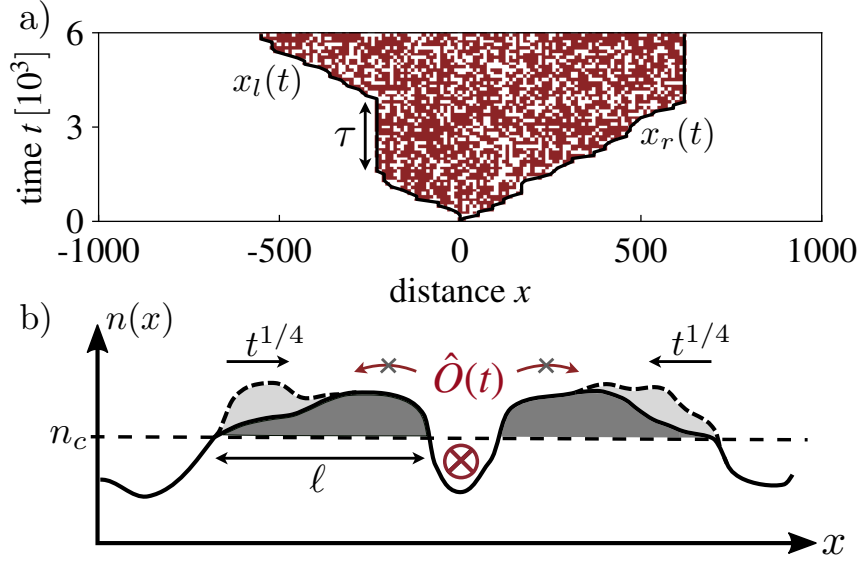 a)
6
3
0
time t [10³]
x_l(t)
τ
x_r(t)
-1000 -500 0 500 1000
distance x
b)
n(x)
t^{1/4} t^{1/4}
Ô(t)
n_c
ℓ
x